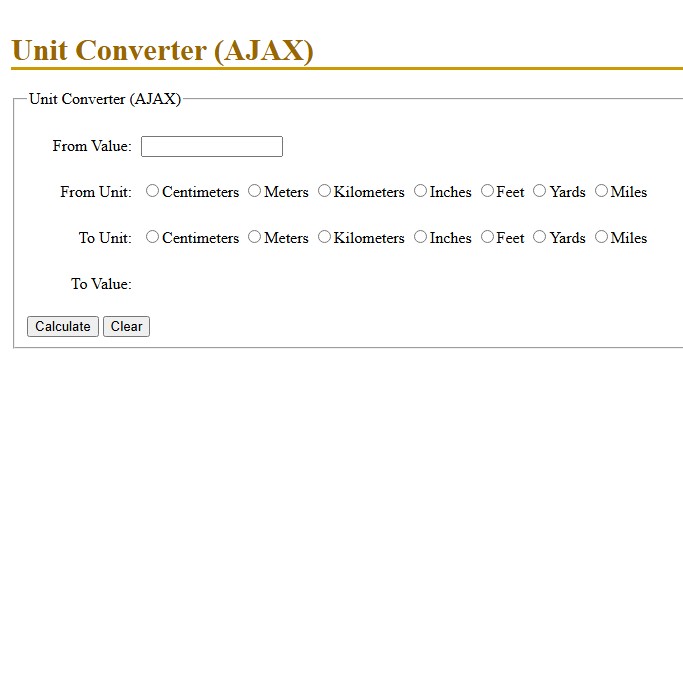 Unit Converter (AJAX)
Unit Converter (AJAX)
From Value:
From Unit: Centimeters Meters Kilometers Inches Feet Yards Miles
To Unit: Centimeters Meters Kilometers Inches Feet Yards Miles
To Value:
Calculate Clear